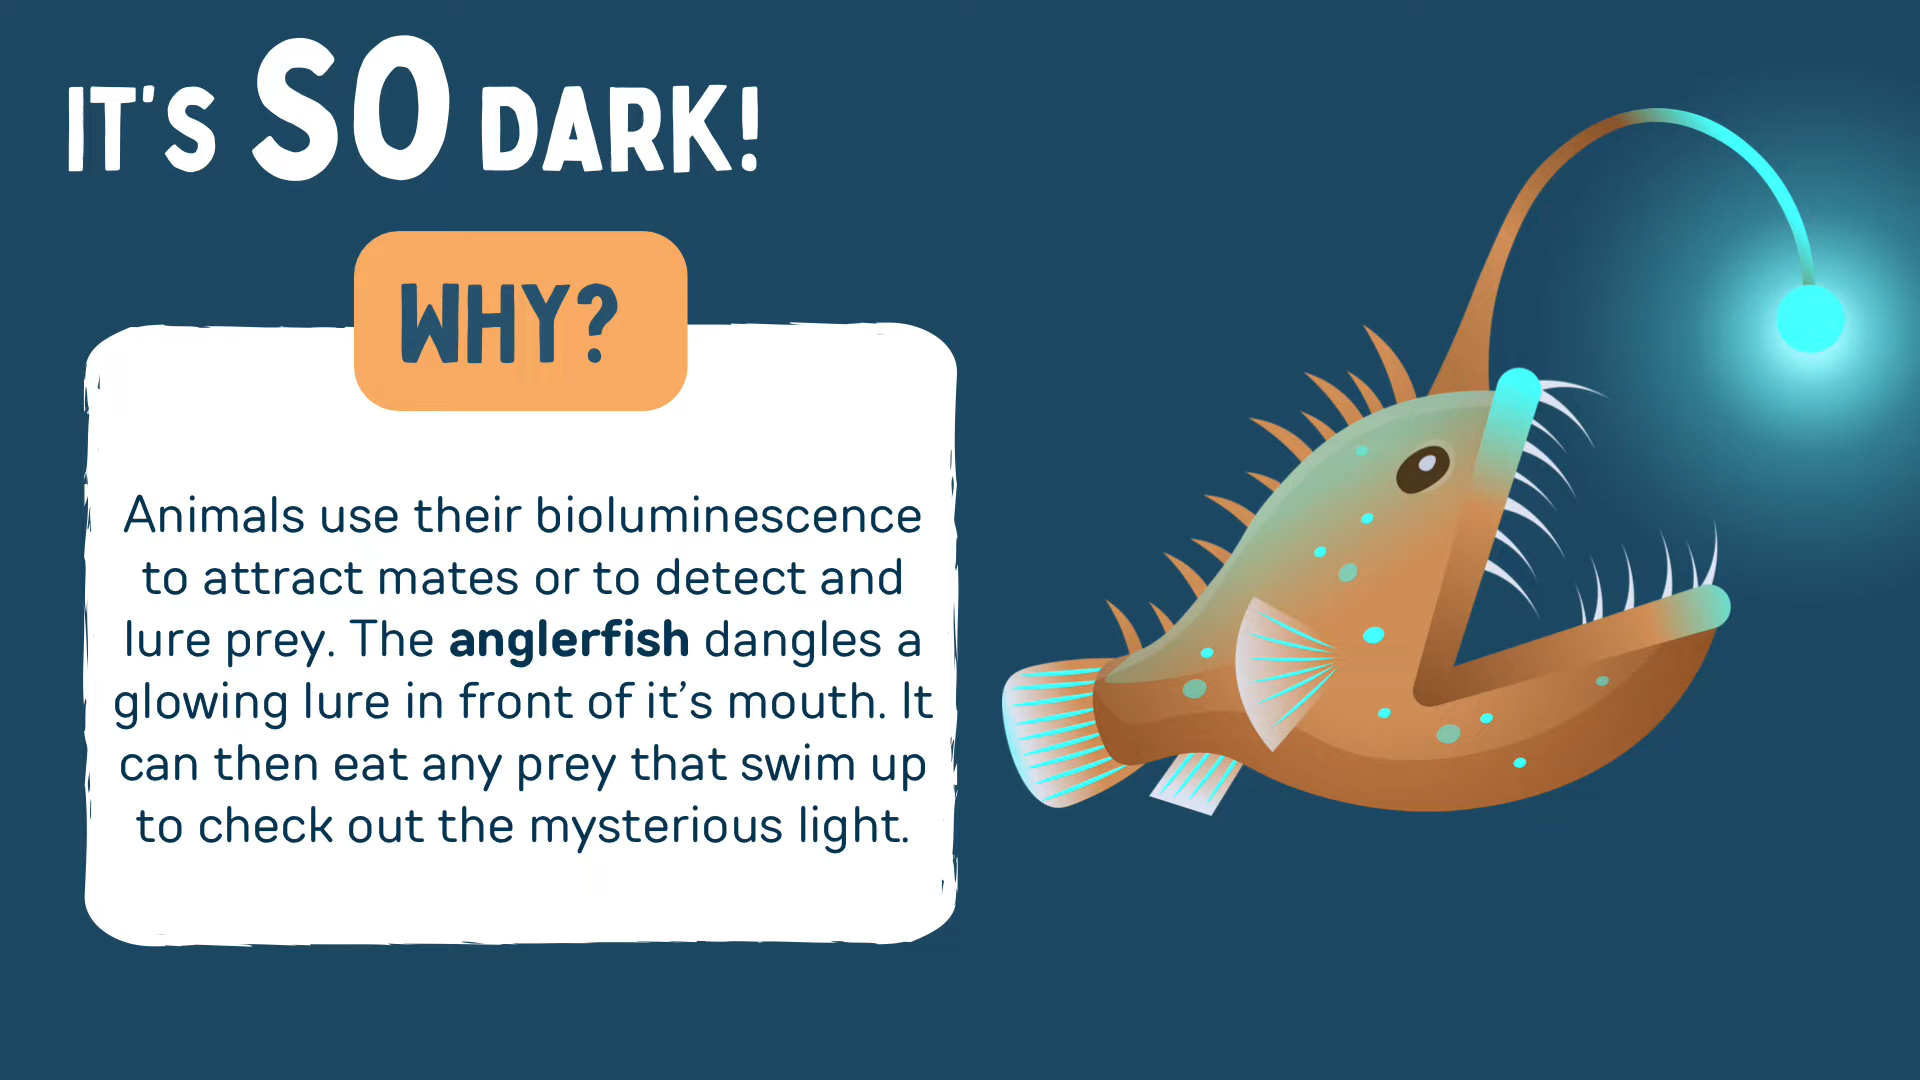 IT'S SO DARK!
WHY?
Animals use their bioluminescence
to attract mates or to detect and
lure prey. The anglerfish dangles a
glowing lure in front of it’s mouth. It
can then eat any prey that swim up
to check out the mysterious light.